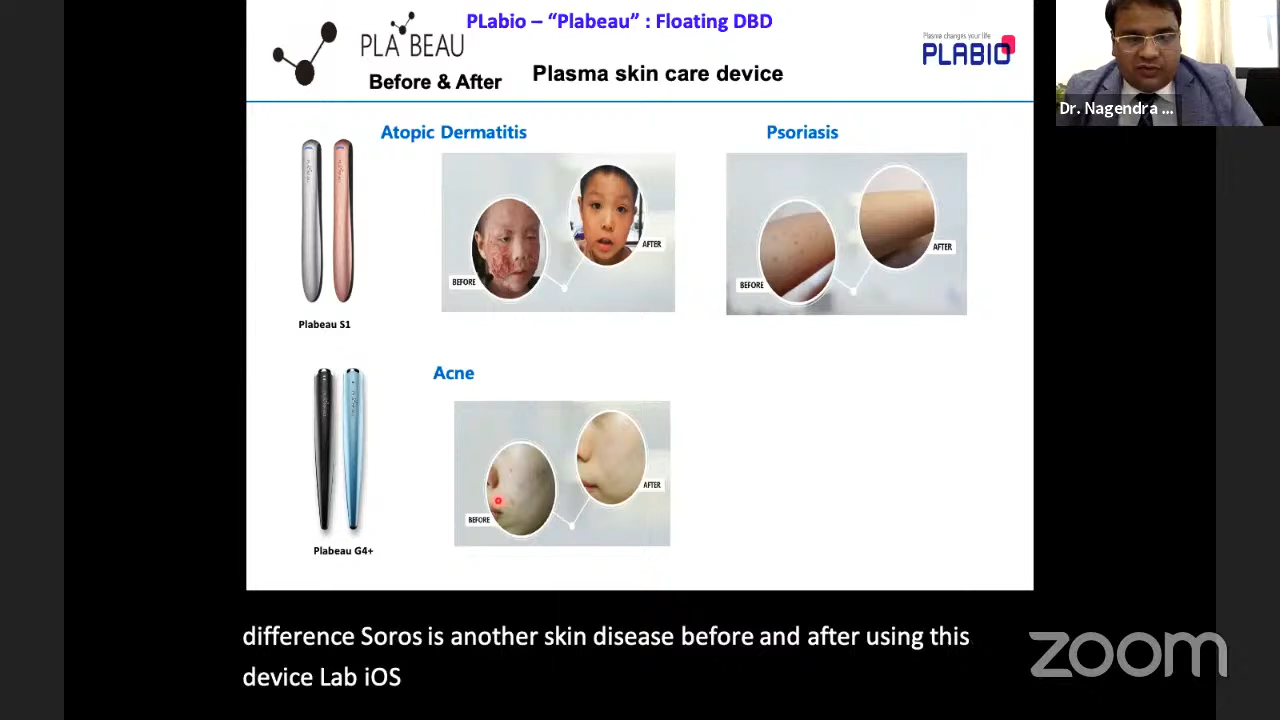 PLabio – “Plabeau” : Floating DBD
PLA BEAU
Before & After
Plasma skin care device
Plasma changes your life
PLABIO
Dr. Nagendra ...
Atopic Dermatitis
Psoriasis
BEFORE
AFTER
BEFORE
AFTER
Plabeau S1
Acne
BEFORE
AFTER
Plabeau G4+
difference Soros is another skin disease before and after using this
device Lab iOS
zoom